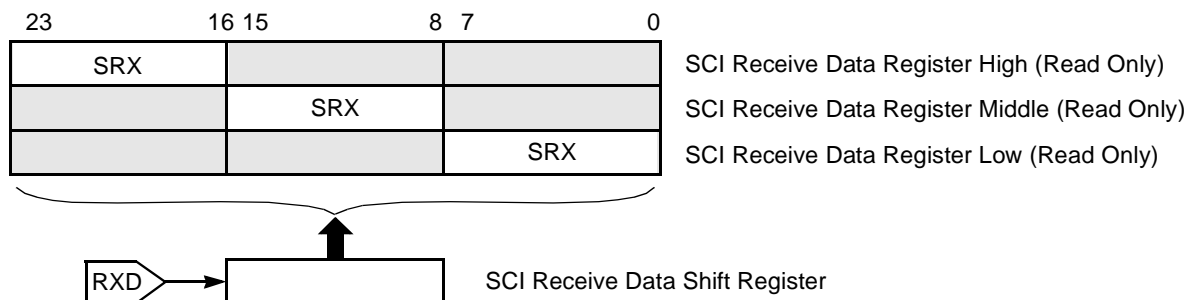 23 16 15 8 7 0
SRX SCI Receive Data Register High (Read Only)
SRX SCI Receive Data Register Middle (Read Only)
SRX SCI Receive Data Register Low (Read Only)
RXD SCI Receive Data Shift Register